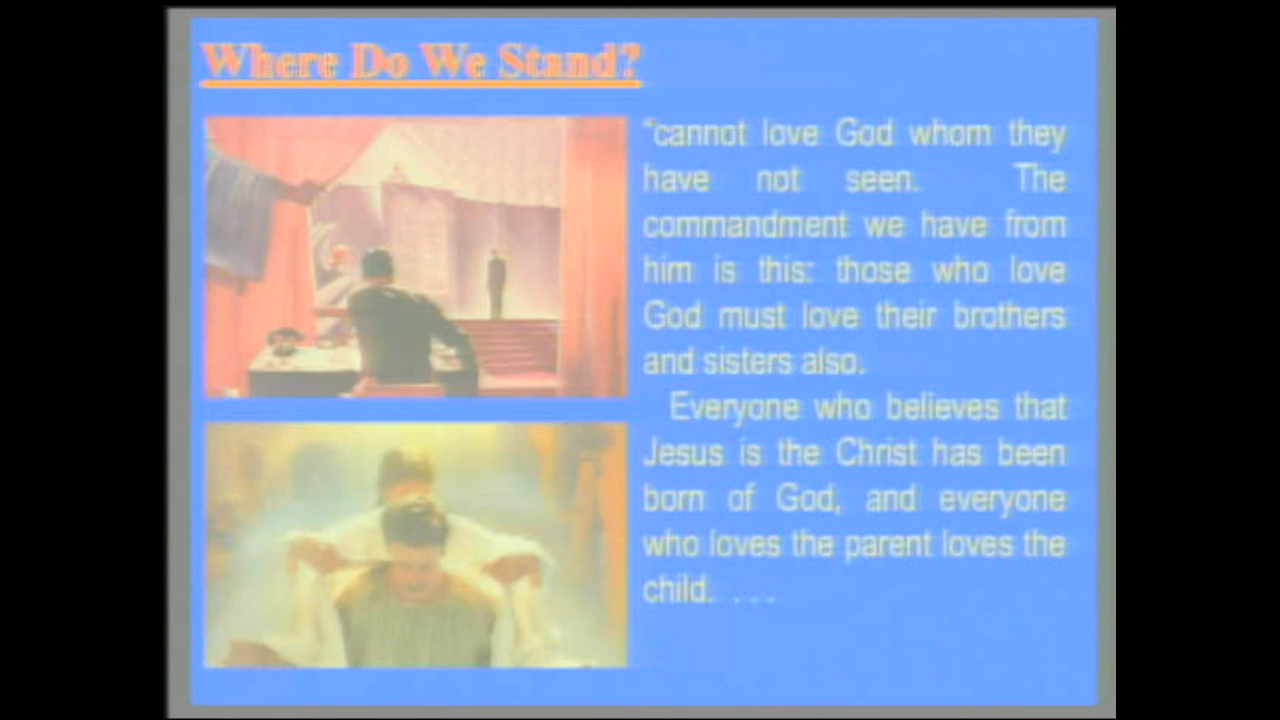 Where Do We Stand?
“cannot love God whom they
have not seen. The
commandment we have from
him is this: those who love
God must love their brothers
and sisters also.
Everyone who believes that
Jesus is the Christ has been
born of God, and everyone
who loves the parent loves the
child. . . .